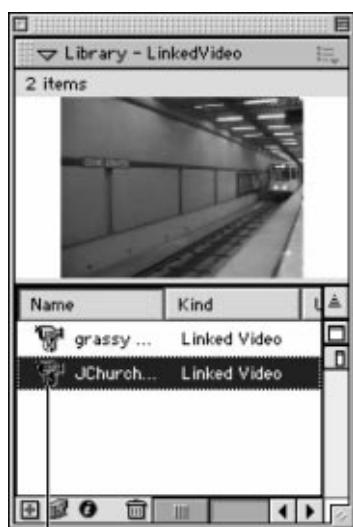 Library - LinkedVideo
2 items
Name Kind
grassy ... Linked Video
JChurch... Linked Video